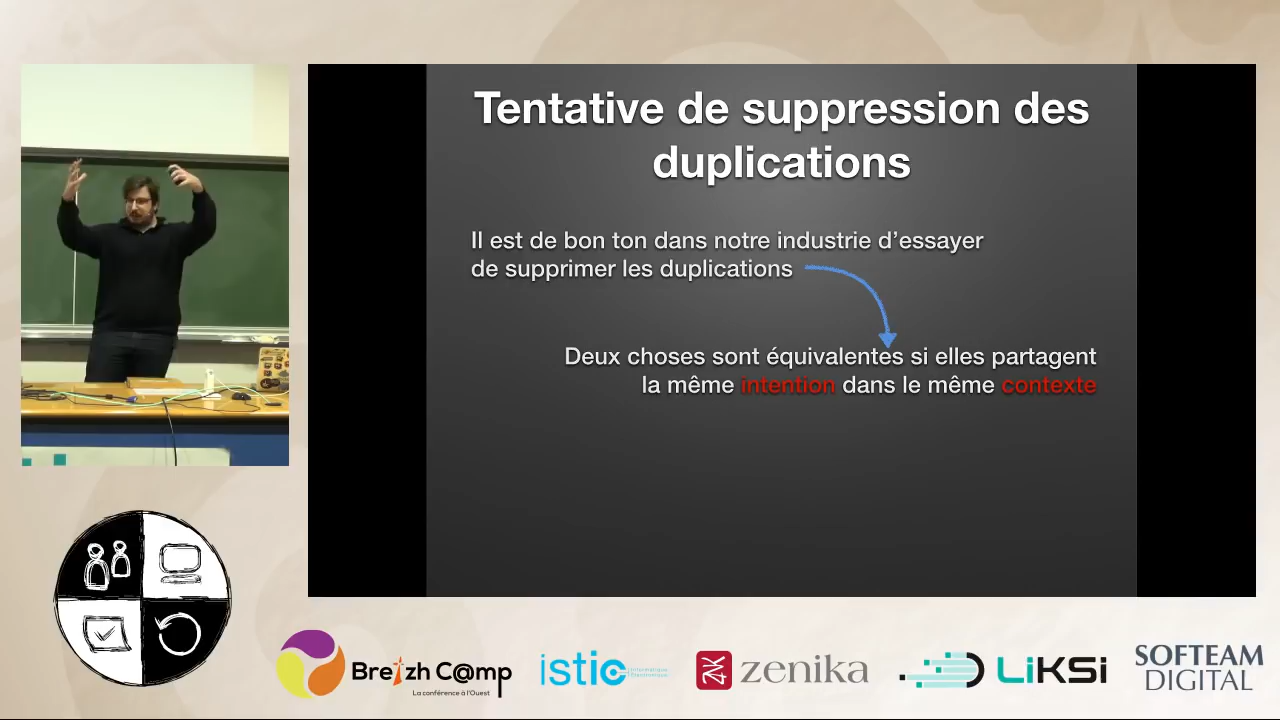 Tentative de suppression des
duplications
Il est de bon ton dans notre industrie d’essayer
de supprimer les duplications
Deux choses sont équivalentes si elles partagent
la même intention dans le même contexte
Breizh C@mp
La conférence à l'Ouest
istic
Informatique
Électronique
zenika
LiKSi
SOFTEAM
DIGITAL